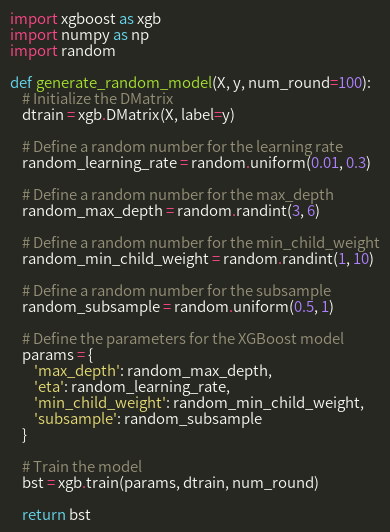 import xgboost as xgb
import numpy as np
import random

def generate_random_model(X, y, num_round=100):
    # Initialize the DMatrix
    dtrain = xgb.DMatrix(X, label=y)

    # Define a random number for the learning rate
    random_learning_rate = random.uniform(0.01, 0.3)

    # Define a random number for the max_depth
    random_max_depth = random.randint(3, 6)

    # Define a random number for the min_child_weight
    random_min_child_weight = random.randint(1, 10)

    # Define a random number for the subsample
    random_subsample = random.uniform(0.5, 1)

    # Define the parameters for the XGBoost model
    params = {
        'max_depth': random_max_depth,
        'eta': random_learning_rate,
        'min_child_weight': random_min_child_weight,
        'subsample': random_subsample
    }

    # Train the model
    bst = xgb.train(params, dtrain, num_round)

    return bst